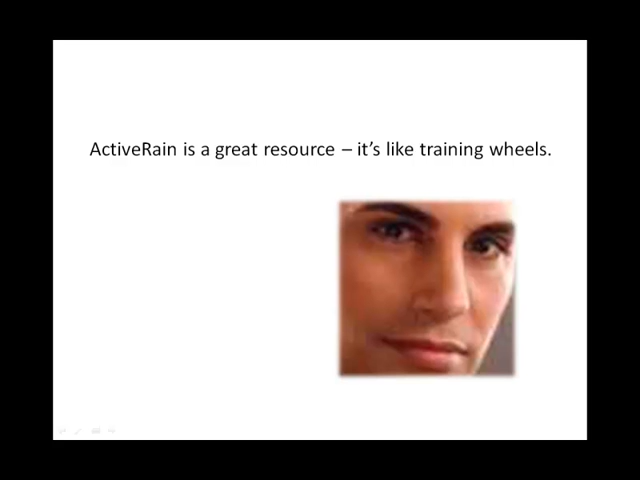 ActiveRain is a great resource – it’s like training wheels.